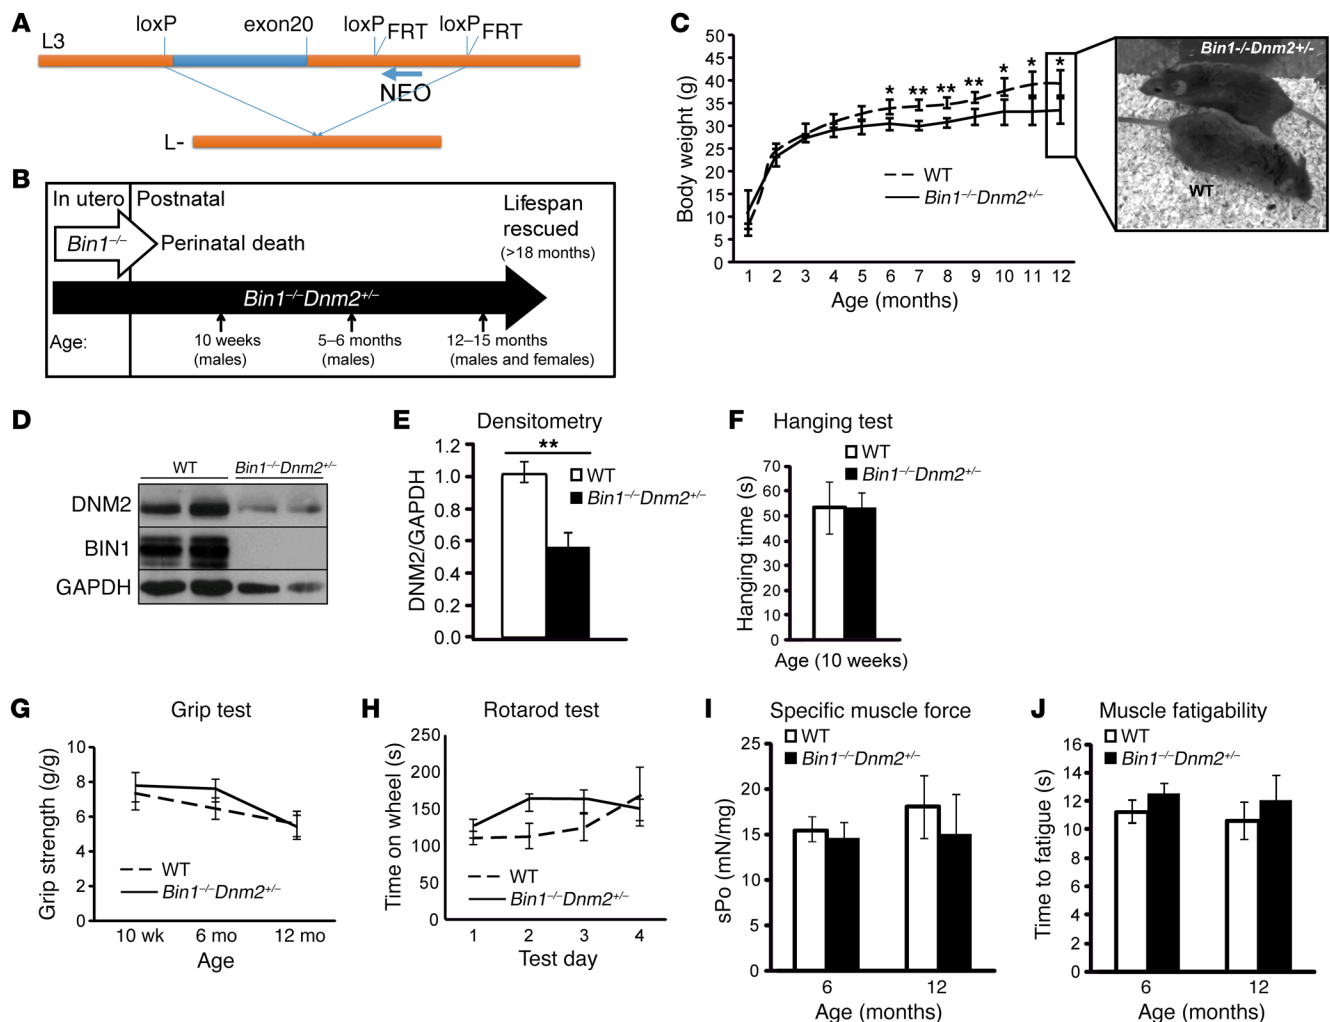 A
L3
loxP
exon20
loxP
FRT
loxP
FRT
NEO
L-
B
In utero
Postnatal
Bin1–/–
Perinatal death
Lifespan
rescued
(>18 months)
Bin1–/–Dnm2+/–
Age:
10 weeks
(males)
5–6 months
(males)
12–15 months
(males and females)
C
Body weight (g)
50
45
40
35
30
25
20
15
10
5
0
* ** ** ** * * *
WT
Bin1–/–Dnm2+/–
1 2 3 4 5 6 7 8 9 10 11 12
Age (months)
Bin1-/-Dnm2+/-
WT
D
WT
Bin1–/–Dnm2+/–
DNM2
BIN1
GAPDH
E
Densitometry
DNM2/GAPDH
1.2
1.0
0.8
0.6
0.4
0.2
0.0
**
WT
Bin1–/–Dnm2+/–
F
Hanging test
WT
Bin1–/–Dnm2+/–
Hanging time (s)
70
60
50
40
30
20
10
0
Age (10 weeks)
G
Grip test
Grip strength (g/g)
10
8
6
4
2
0
WT
Bin1–/–Dnm2+/–
10 wk 6 mo 12 mo
Age
H
Rotarod test
Time on wheel (s)
250
200
150
100
50
0
WT
Bin1–/–Dnm2+/–
1 2 3 4
Test day
I
Specific muscle force
WT
Bin1–/–Dnm2+/–
sPo (mN/mg)
25
20
15
10
5
0
6 12
Age (months)
J
Muscle fatigability
WT
Bin1–/–Dnm2+/–
Time to fatigue (s)
16
14
12
10
8
6
4
2
0
6 12
Age (months)